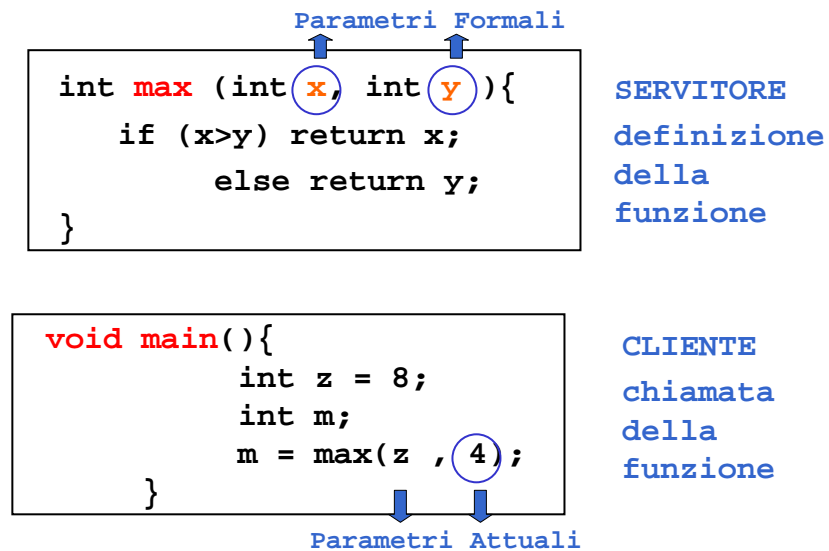 Parametri Formali
int max (int x, int y ){
if (x>y) return x;
else return y;
}
SERVITORE
definizione
della
funzione
void main(){
int z = 8;
int m;
m = max(z , 4);
}
CLIENTE
chiamata
della
funzione
Parametri Attuali